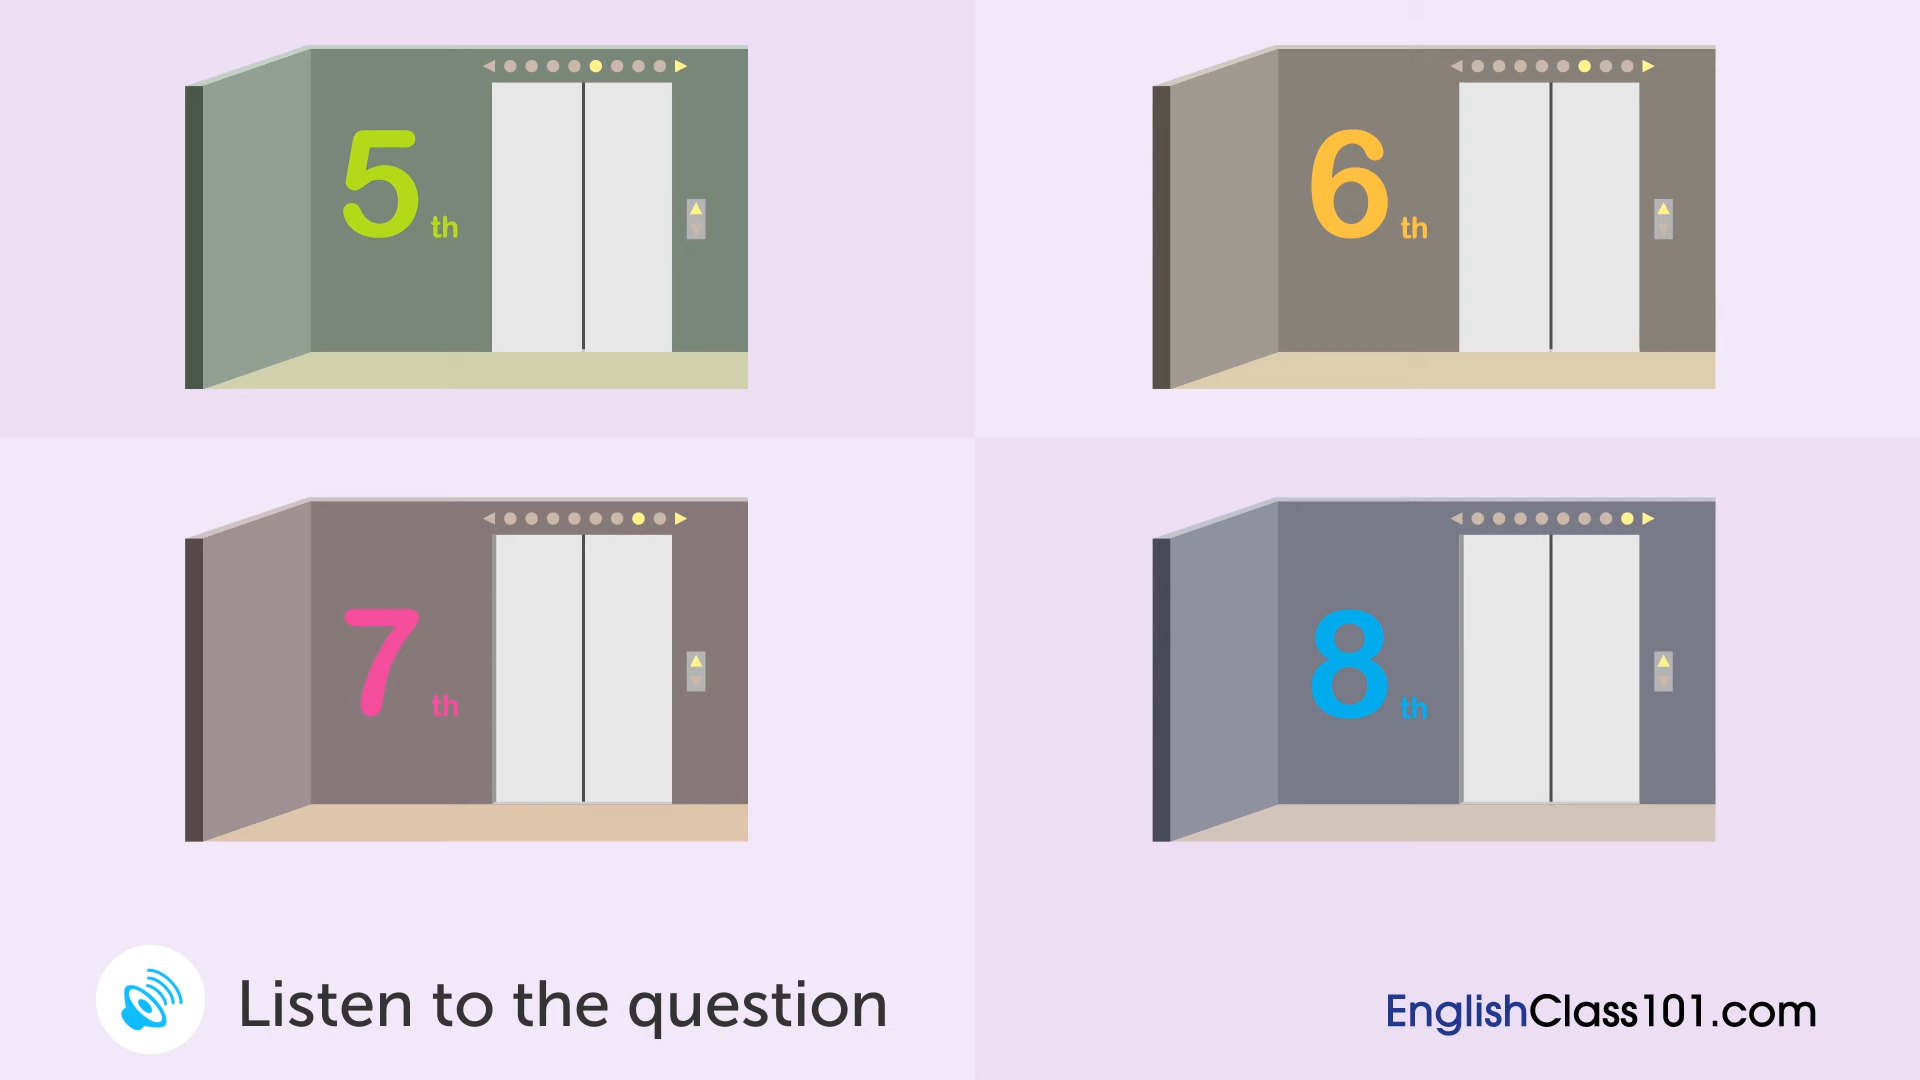 5th
6th
7th
8th
Listen to the question
EnglishClass101.com